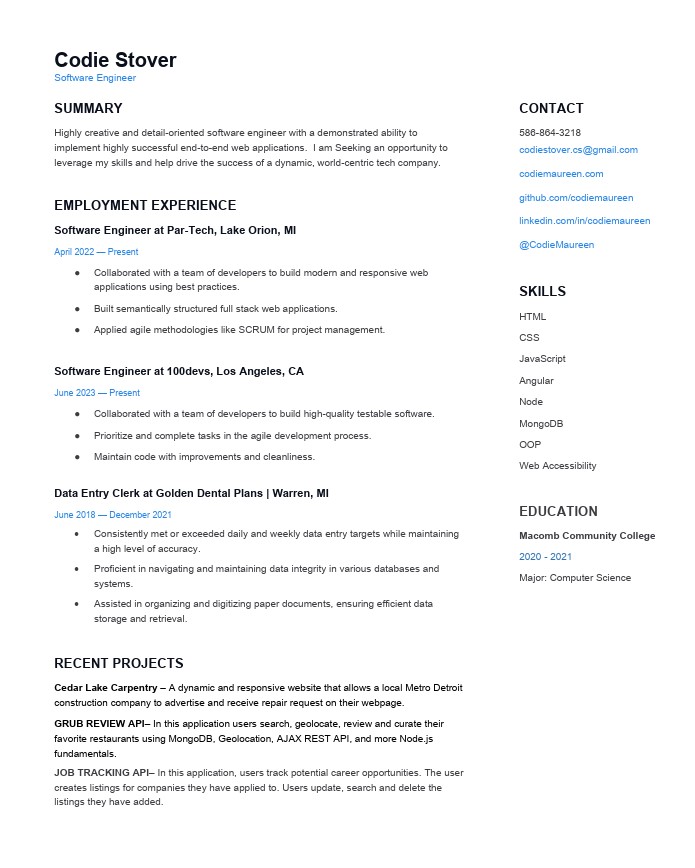 Codie Stover
Software Engineer
SUMMARY
Highly creative and detail-oriented software engineer with a demonstrated ability to
implement highly successful end-to-end web applications.  I am Seeking an opportunity to
leverage my skills and help drive the success of a dynamic, world-centric tech company.
EMPLOYMENT EXPERIENCE
Software Engineer at Par-Tech, Lake Orion, MI
April 2022 — Present
● Collaborated with a team of developers to build modern and responsive web
applications using best practices.
● Built semantically structured full stack web applications.
● Applied agile methodologies like SCRUM for project management.
Software Engineer at 100devs, Los Angeles, CA
June 2023 — Present
● Collaborated with a team of developers to build high-quality testable software.
● Prioritize and complete tasks in the agile development process.
● Maintain code with improvements and cleanliness.
Data Entry Clerk at Golden Dental Plans | Warren, MI
June 2018 — December 2021
● Consistently met or exceeded daily and weekly data entry targets while maintaining
a high level of accuracy.
● Proficient in navigating and maintaining data integrity in various databases and
systems.
● Assisted in organizing and digitizing paper documents, ensuring efficient data
storage and retrieval.
RECENT PROJECTS
Cedar Lake Carpentry – A dynamic and responsive website that allows a local Metro Detroit
construction company to advertise and receive repair request on their webpage.
GRUB REVIEW API– In this application users search, geolocate, review and curate their
favorite restaurants using MongoDB, Geolocation, AJAX REST API, and more Node.js
fundamentals.
JOB TRACKING API– In this application, users track potential career opportunities. The user
creates listings for companies they have applied to. Users update, search and delete the
listings they have added.
CONTACT
586-864-3218
codiestover.cs@gmail.com
codiemaureen.com
github.com/codiemaureen
linkedin.com/in/codiemaureen
@CodieMaureen
SKILLS
HTML
CSS
JavaScript
Angular
Node
MongoDB
OOP
Web Accessibility
EDUCATION
Macomb Community College
2020 - 2021
Major: Computer Science